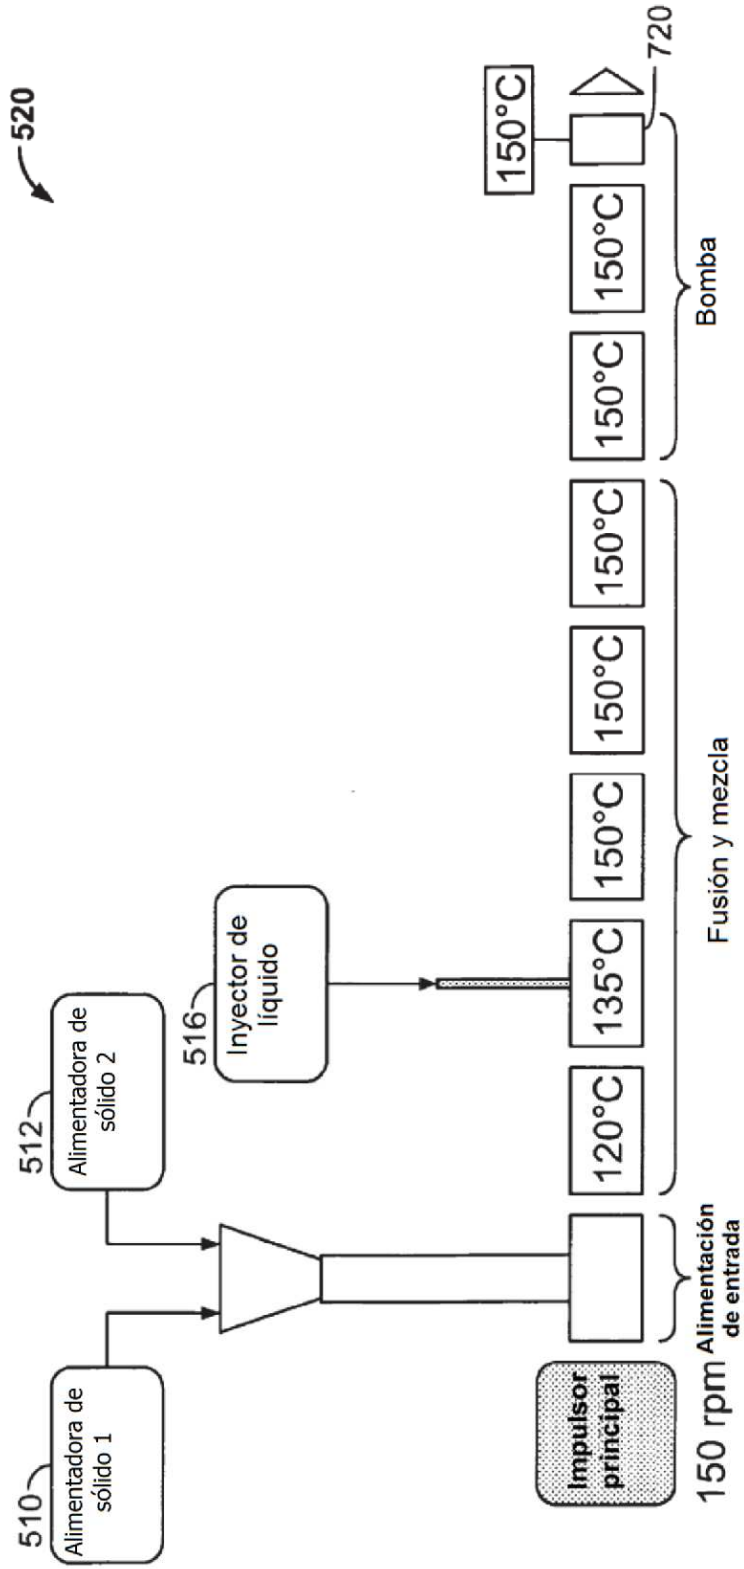 520
510
Alimentadora de
sólido 1
512
Alimentadora de
sólido 2
516
Inyector de
líquido
150°C
Impulsor
principal
120°C
135°C
150°C
150°C
150°C
150°C
150°C
720
150 rpm
Alimentación
de entrada
Fusión y mezcla
Bomba